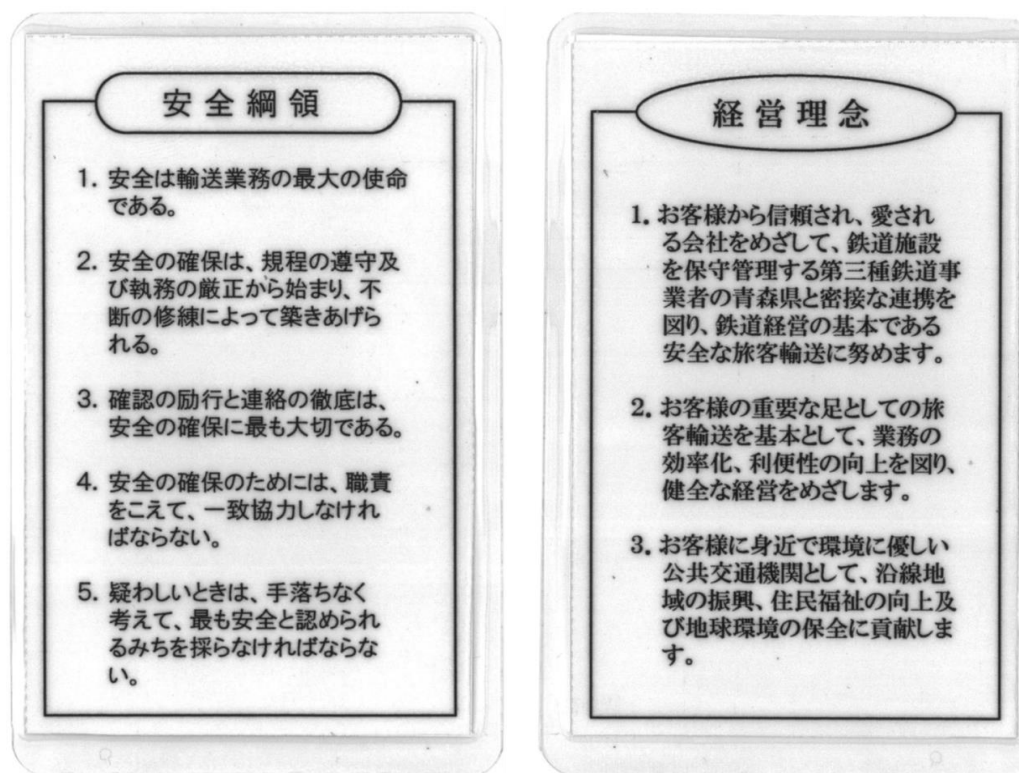 安全綱領
1. 安全は輸送業務の最大の使命
である。
2. 安全の確保は、規程の遵守及
び執務の厳正から始まり、不
断の修練によって築きあげら
れる。
3. 確認の励行と連絡の徹底は、
安全の確保に最も大切である。
4. 安全の確保のためには、職責
をこえて、一致協力しなけれ
ばならない。
5. 疑わしいときは、手落ちなく
考えて、最も安全と認められ
るみちを採らなければならな
い。
経営理念
1. お客様から信頼され、愛され
る会社をめざして、鉄道施設
を保守管理する第三種鉄道事
業者の青森県と密接な連携を
図り、鉄道経営の基本である
安全な旅客輸送に努めます。
2. お客様の重要な足としての旅
客輸送を基本として、業務の
効率化、利便性の向上を図り、
健全な経営をめざします。
3. お客様に身近で環境に優しい
公共交通機関として、沿線地
域の振興、住民福祉の向上及
び地球環境の保全に貢献しま
す。